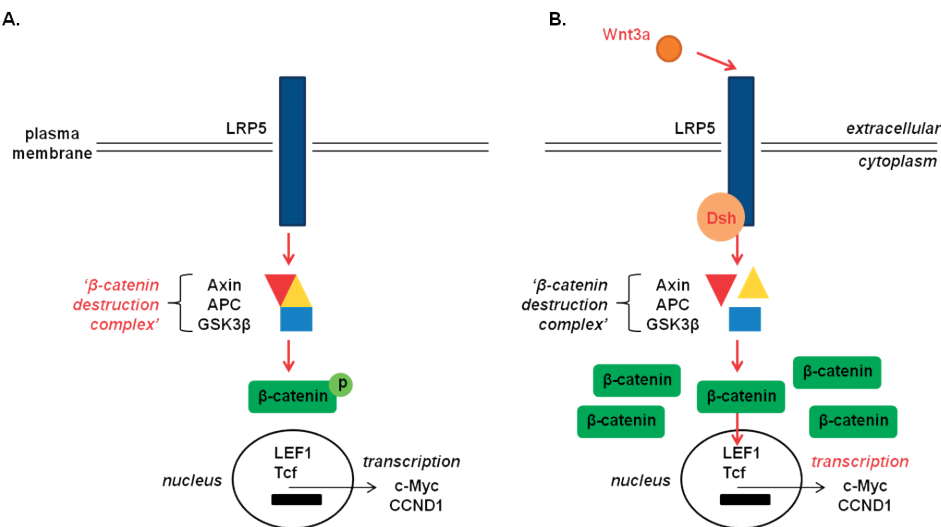 A.
plasma
membrane
LRP5
‘β-catenin
destruction
complex’
Axin
APC
GSK3β
β-catenin
p
nucleus
LEF1
Tcf
transcription
c-Myc
CCND1
B.
Wnt3a
LRP5
extracellular
cytoplasm
Dsh
‘β-catenin
destruction
complex’
Axin
APC
GSK3β
β-catenin
β-catenin
β-catenin
β-catenin
β-catenin
nucleus
LEF1
Tcf
transcription
c-Myc
CCND1